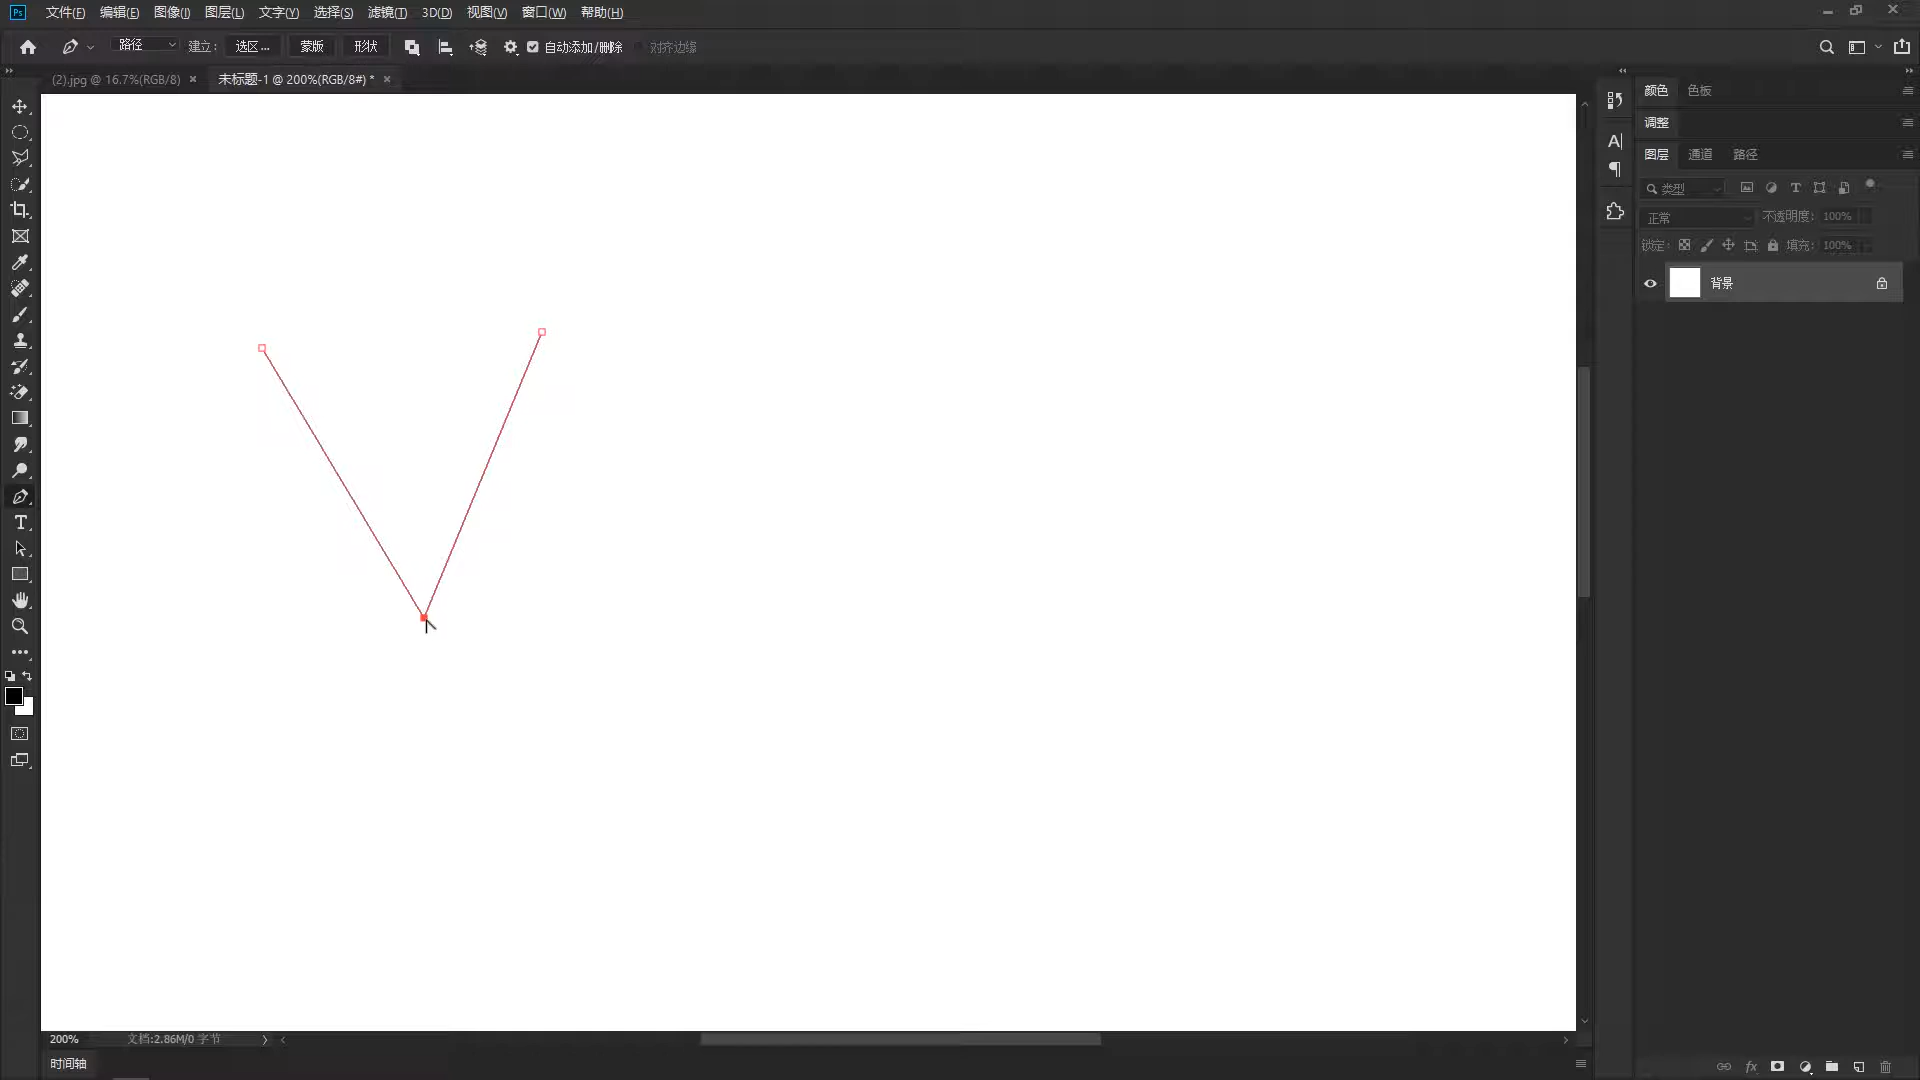 Ps 文件(F) 编辑(E) 图像(I) 图层(L) 文字(Y) 选择(S) 滤镜(T) 3D(D) 视图(V) 窗口(W) 帮助(H)
路径 建立: 选区... 蒙版 形状 自动添加/删除 对齐边缘
(2).jpg @ 16.7%(RGB/8) × 未标题-1 @ 200%(RGB/8#) * ×
颜色 色板
调整
图层 通道 路径
类型
正常 不透明度: 100%
锁定: 填充: 100%
背景
200% 文档:2.86M/0 字节
时间轴
fx